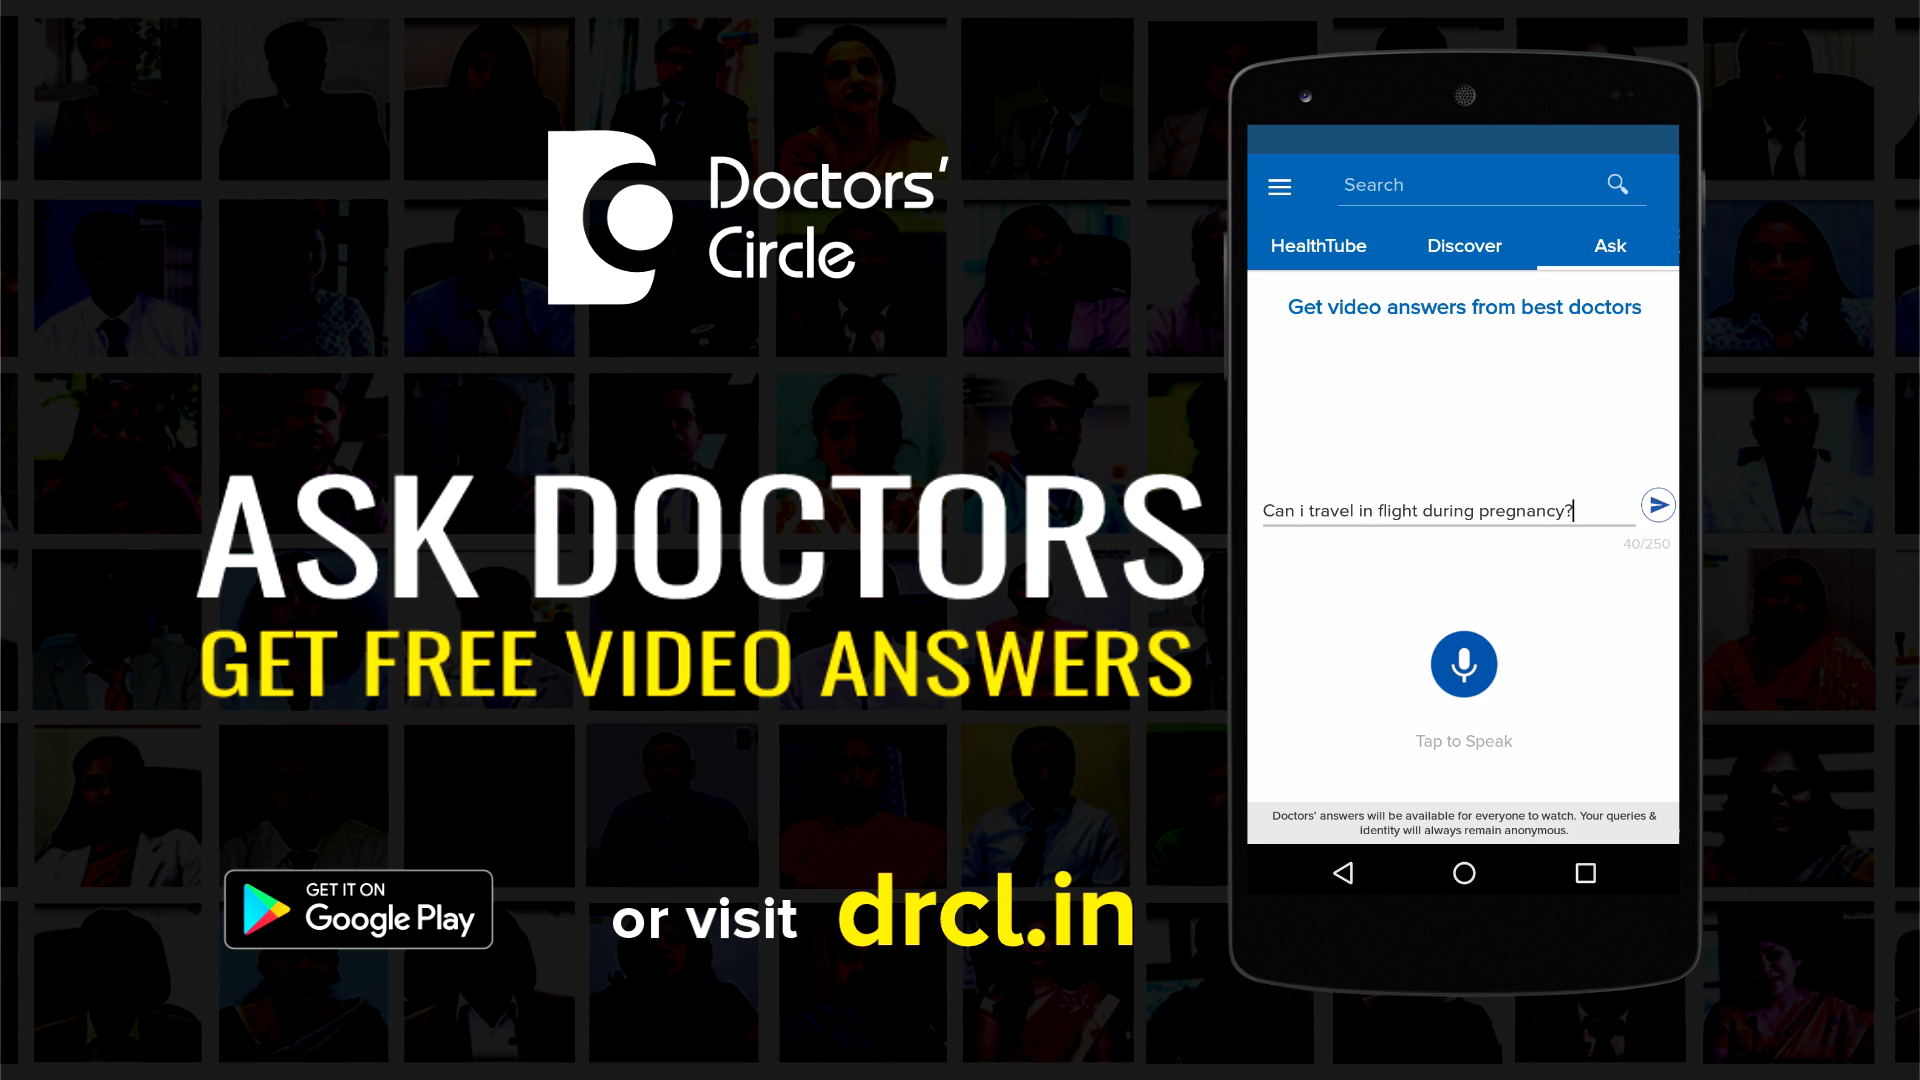 Doctors'
Circle
ASK DOCTORS
GET FREE VIDEO ANSWERS
GET IT ON
Google Play
or visit drcl.in
Search
HealthTube Discover Ask
Get video answers from best doctors
Can i travel in flight during pregnancy?
40/250
Tap to Speak
Doctors' answers will be available for everyone to watch. Your queries &
identity will always remain anonymous.